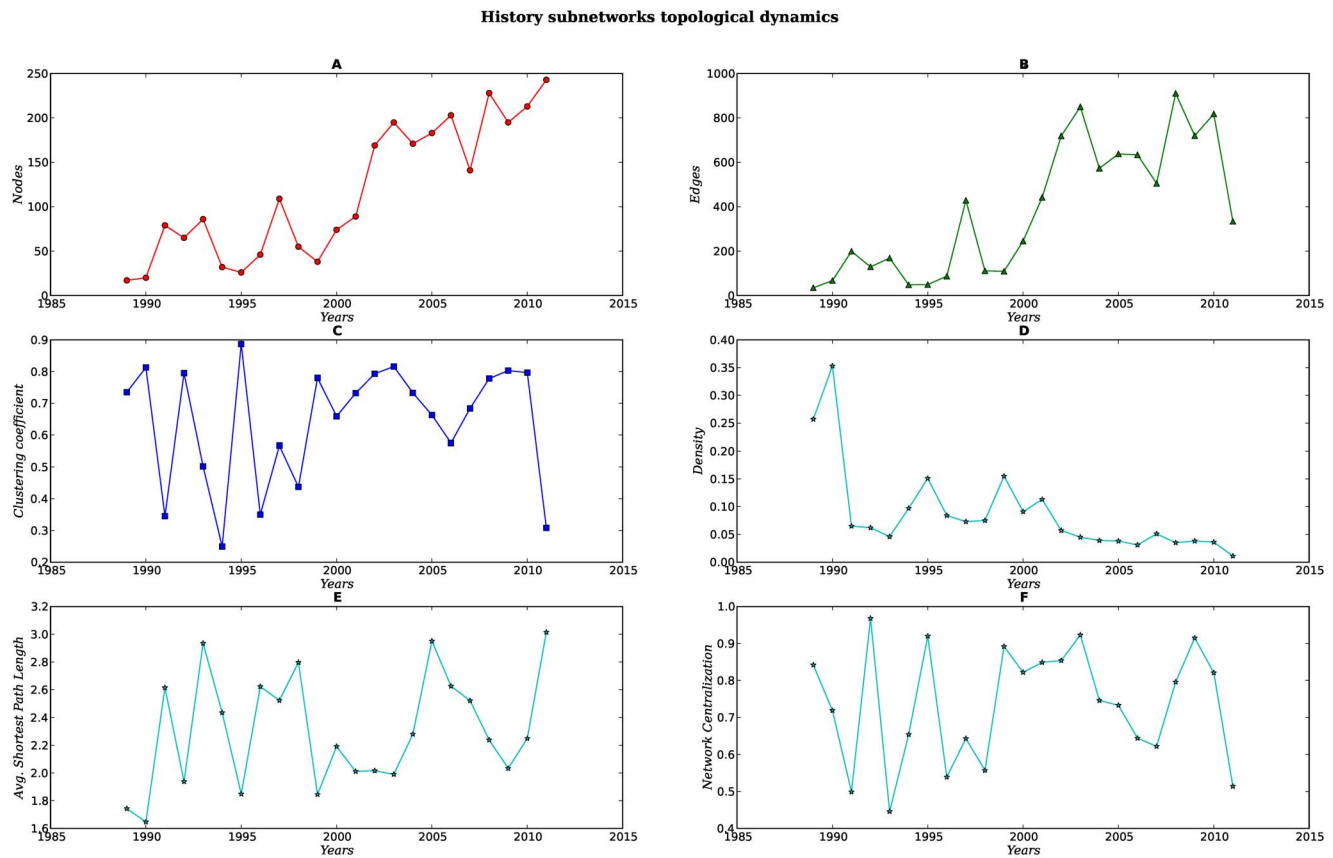 History subnetworks topological dynamics
A
250
200
150
100
50
0
Nodes
1985 1990 1995 2000 2005 2010 2015
Years
B
1000
800
600
400
200
0
Edges
1985 1990 1995 2000 2005 2010 2015
Years
C
0.9
0.8
0.7
0.6
0.5
0.4
0.3
0.2
Clustering coefficient
1985 1990 1995 2000 2005 2010 2015
Years
D
0.40
0.35
0.30
0.25
0.20
0.15
0.10
0.05
0.00
Density
1985 1990 1995 2000 2005 2010 2015
Years
E
3.2
3.0
2.8
2.6
2.4
2.2
2.0
1.8
1.6
Avg. Shortest Path Length
1985 1990 1995 2000 2005 2010 2015
Years
F
1.0
0.9
0.8
0.7
0.6
0.5
0.4
Network Centralization
1985 1990 1995 2000 2005 2010 2015
Years